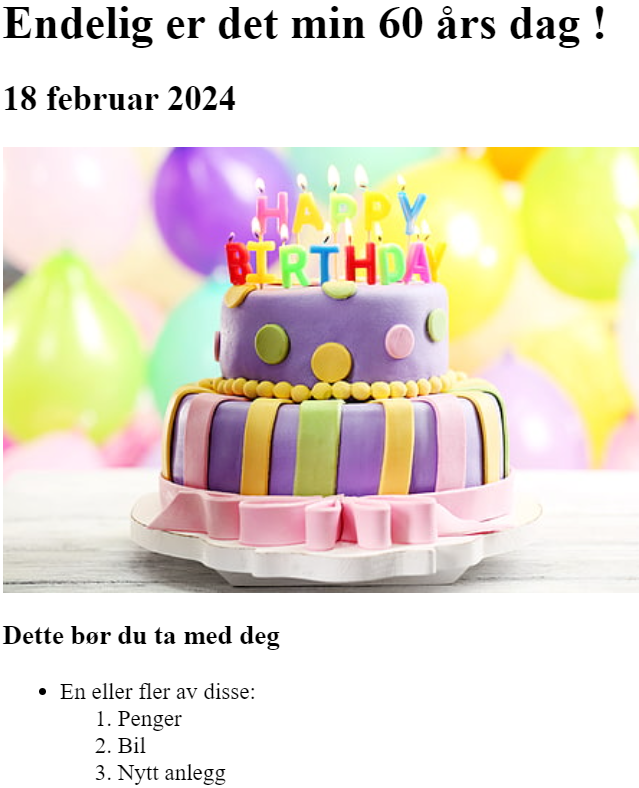 Endelig er det min 60 års dag !
18 februar 2024
HAPPY
BIRTHDAY
Dette bør du ta med deg
• En eller fler av disse:
1. Penger
2. Bil
3. Nytt anlegg